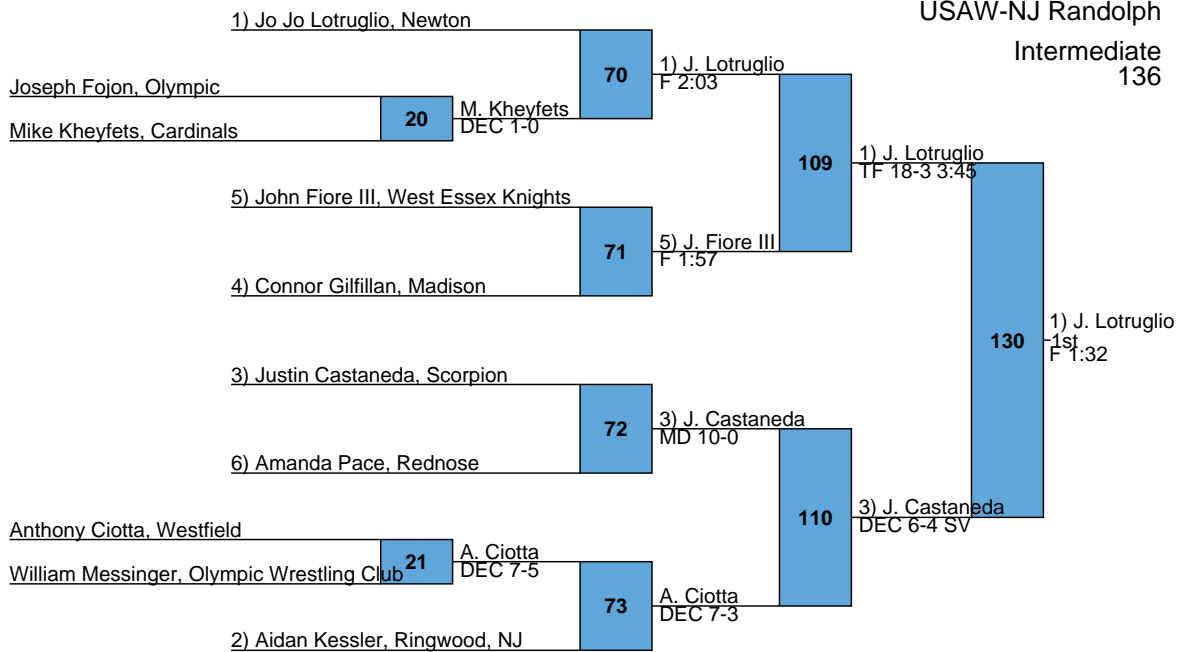 USAW-NJ Randolph
Intermediate
136
1) Jo Jo Lotruglio, Newton
70
1) J. Lotruglio
F 2:03
Joseph Fojon, Olympic
20
M. Kheyfets
DEC 1-0
Mike Kheyfets, Cardinals
109
1) J. Lotruglio
TF 18-3 3:45
5) John Fiore III, West Essex Knights
71
5) J. Fiore III
F 1:57
4) Connor Gilfillan, Madison
130
1) J. Lotruglio
1st
F 1:32
3) Justin Castaneda, Scorpion
72
3) J. Castaneda
MD 10-0
6) Amanda Pace, Rednose
110
3) J. Castaneda
DEC 6-4 SV
Anthony Ciotta, Westfield
21
A. Ciotta
DEC 7-5
William Messinger, Olympic Wrestling Club
73
A. Ciotta
DEC 7-3
2) Aidan Kessler, Ringwood, NJ